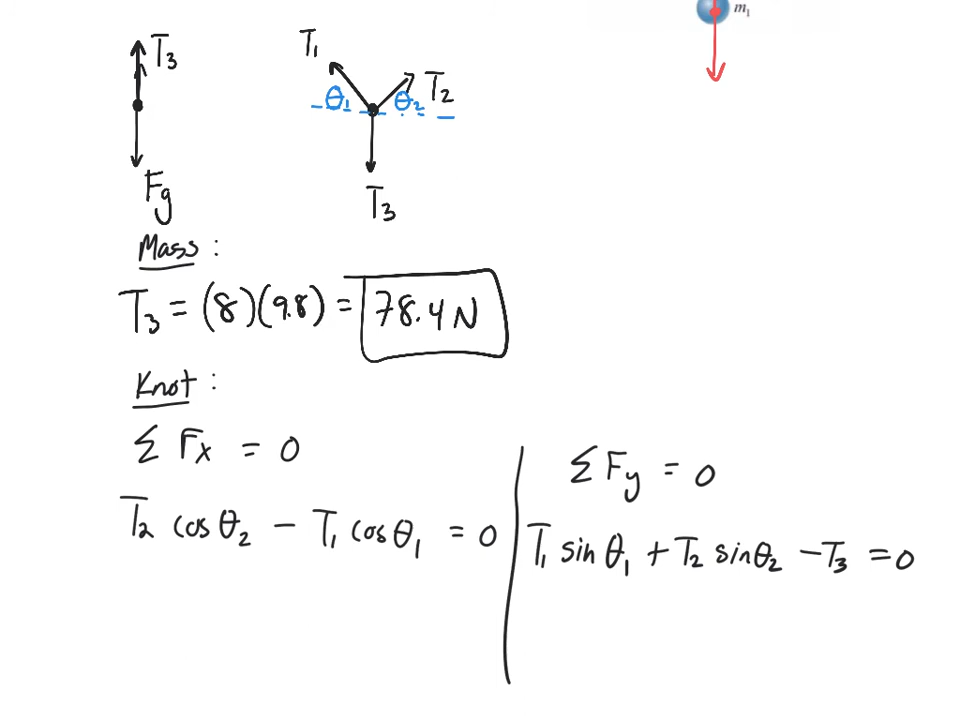 m₁
T₃
T₁
T₂
θ₁
θ₂
Fg
T₃
Mass :
T₃ = (8)(9.8) = 78.4 N
Knot :
Σ Fx = 0
T₂ cos θ₂ − T₁ cos θ₁ = 0
Σ Fy = 0
T₁ sin θ₁ + T₂ sin θ₂ − T₃ = 0